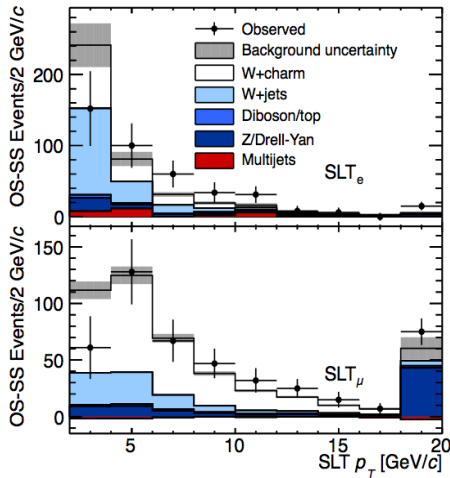 OS-SS Events/2 GeV/c
200
100
0
Observed
Background uncertainty
W+charm
W+jets
Diboson/top
Z/Drell-Yan
Multijets
SLTe
OS-SS Events/2 GeV/c
150
100
50
0
SLTμ
5
10
15
20
SLT pT [GeV/c]